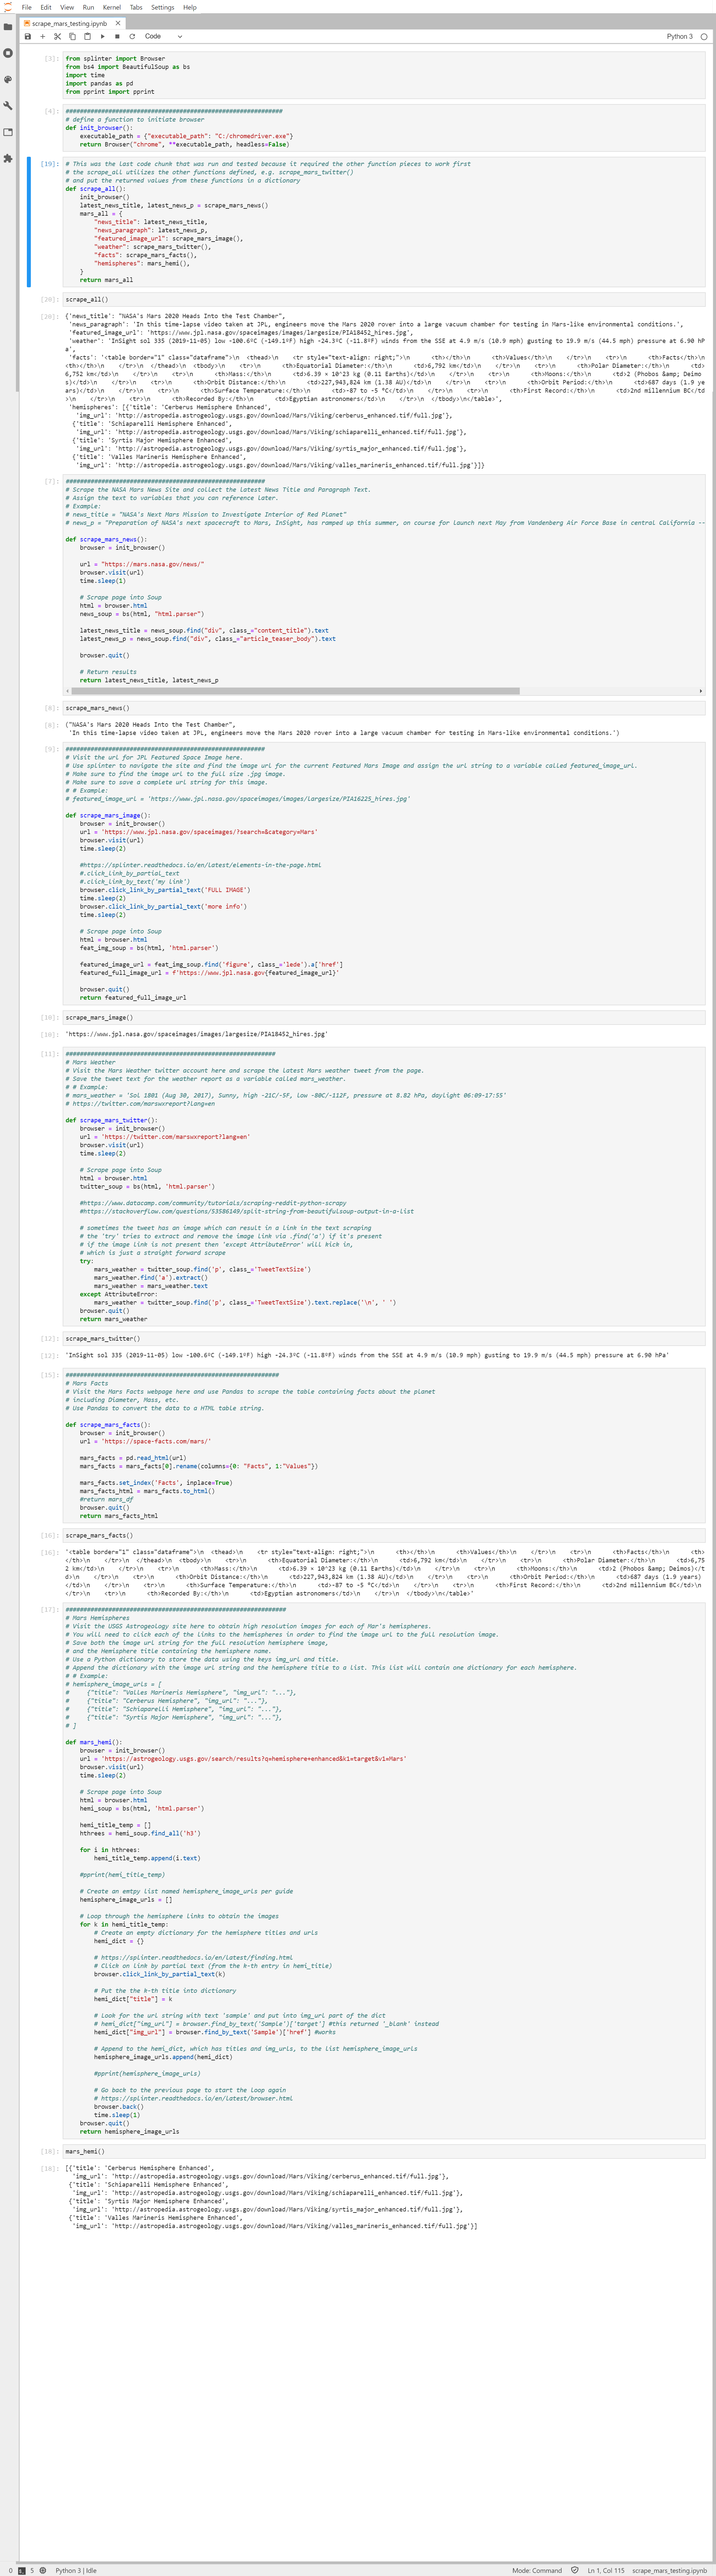 File Edit View Run Kernel Tabs Settings Help
scrape_mars_testing.ipynb
Code
Python 3
[3]:
from splinter import Browser
from bs4 import BeautifulSoup as bs
import time
import pandas as pd
from pprint import pprint
[4]:
############################################################
# define a function to initiate browser
def init_browser():
executable_path = {"executable_path": "C:/chromedriver.exe"}
return Browser("chrome", **executable_path, headless=False)
[19]:
# This was the last code chunk that was run and tested because it required the other function pieces to work first
# the scrape_all utilizes the other functions defined, e.g. scrape_mars_twitter()
# and put the returned values from these functions in a dictionary
def scrape_all():
init_browser()
latest_news_title, latest_news_p = scrape_mars_news()
mars_all = {
"news_title": latest_news_title,
"news_paragraph": latest_news_p,
"featured_image_url": scrape_mars_image(),
"weather": scrape_mars_twitter(),
"facts": scrape_mars_facts(),
"hemispheres": mars_hemi(),
}
return mars_all
[20]:
scrape_all()
[20]:
{'news_title': "NASA's Mars 2020 Heads Into the Test Chamber",
'news_paragraph': 'In this time-lapse video taken at JPL, engineers move the Mars 2020 rover into a large vacuum chamber for testing in Mars-like environmental conditions.',
'featured_image_url': 'https://www.jpl.nasa.gov/spaceimages/images/largesize/PIA18452_hires.jpg',
'weather': 'InSight sol 335 (2019-11-05) low -100.6ºC (-149.1ºF) high -24.3ºC (-11.8ºF) winds from the SSE at 4.9 m/s (10.9 mph) gusting to 19.9 m/s (44.5 mph) pressure at 6.90 hP
a',
'facts': '<table border="1" class="dataframe">\n  <thead>\n    <tr style="text-align: right;">\n      <th></th>\n      <th>Values</th>\n    </tr>\n    <tr>\n      <th>Facts</th>\n
<th></th>\n    </tr>\n  </thead>\n  <tbody>\n    <tr>\n      <th>Equatorial Diameter:</th>\n      <td>6,792 km</td>\n    </tr>\n    <tr>\n      <th>Polar Diameter:</th>\n      <td>
6,752 km</td>\n    </tr>\n    <tr>\n      <th>Mass:</th>\n      <td>6.39 × 10^23 kg (0.11 Earths)</td>\n    </tr>\n    <tr>\n      <th>Moons:</th>\n      <td>2 (Phobos &amp; Deimo
s)</td>\n    </tr>\n    <tr>\n      <th>Orbit Distance:</th>\n      <td>227,943,824 km (1.38 AU)</td>\n    </tr>\n    <tr>\n      <th>Orbit Period:</th>\n      <td>687 days (1.9 ye
ars)</td>\n    </tr>\n    <tr>\n      <th>Surface Temperature:</th>\n      <td>-87 to -5 °C</td>\n    </tr>\n    <tr>\n      <th>First Record:</th>\n      <td>2nd millennium BC</td>
\n    </tr>\n    <tr>\n      <th>Recorded By:</th>\n      <td>Egyptian astronomers</td>\n    </tr>\n  </tbody>\n</table>',
'hemispheres': [{'title': 'Cerberus Hemisphere Enhanced',
'img_url': 'http://astropedia.astrogeology.usgs.gov/download/Mars/Viking/cerberus_enhanced.tif/full.jpg'},
{'title': 'Schiaparelli Hemisphere Enhanced',
'img_url': 'http://astropedia.astrogeology.usgs.gov/download/Mars/Viking/schiaparelli_enhanced.tif/full.jpg'},
{'title': 'Syrtis Major Hemisphere Enhanced',
'img_url': 'http://astropedia.astrogeology.usgs.gov/download/Mars/Viking/syrtis_major_enhanced.tif/full.jpg'},
{'title': 'Valles Marineris Hemisphere Enhanced',
'img_url': 'http://astropedia.astrogeology.usgs.gov/download/Mars/Viking/valles_marineris_enhanced.tif/full.jpg'}]}
[7]:
#######################################################
# Scrape the NASA Mars News Site and collect the latest News Title and Paragraph Text.
# Assign the text to variables that you can reference later.
# Example:
# news_title = "NASA's Next Mars Mission to Investigate Interior of Red Planet"
# news_p = "Preparation of NASA's next spacecraft to Mars, InSight, has ramped up this summer, on course for launch next May from Vandenberg Air Force Base in central California --
def scrape_mars_news():
browser = init_browser()
url = "https://mars.nasa.gov/news/"
browser.visit(url)
time.sleep(1)
# Scrape page into Soup
html = browser.html
news_soup = bs(html, "html.parser")
latest_news_title = news_soup.find("div", class_="content_title").text
latest_news_p = news_soup.find("div", class_="article_teaser_body").text
browser.quit()
# Return results
return latest_news_title, latest_news_p
[8]:
scrape_mars_news()
[8]:
("NASA's Mars 2020 Heads Into the Test Chamber",
'In this time-lapse video taken at JPL, engineers move the Mars 2020 rover into a large vacuum chamber for testing in Mars-like environmental conditions.')
[9]:
#######################################################
# Visit the url for JPL Featured Space Image here.
# Use splinter to navigate the site and find the image url for the current Featured Mars Image and assign the url string to a variable called featured_image_url.
# Make sure to find the image url to the full size .jpg image.
# Make sure to save a complete url string for this image.
# # Example:
# featured_image_url = 'https://www.jpl.nasa.gov/spaceimages/images/largesize/PIA16225_hires.jpg'
def scrape_mars_image():
browser = init_browser()
url = 'https://www.jpl.nasa.gov/spaceimages/?search=&category=Mars'
browser.visit(url)
time.sleep(2)
#https://splinter.readthedocs.io/en/latest/elements-in-the-page.html
#.click_link_by_partial_text
#.click_link_by_text('my link')
browser.click_link_by_partial_text('FULL IMAGE')
time.sleep(2)
browser.click_link_by_partial_text('more info')
time.sleep(2)
# Scrape page into Soup
html = browser.html
feat_img_soup = bs(html, 'html.parser')
featured_image_url = feat_img_soup.find('figure', class_='lede').a['href']
featured_full_image_url = f'https://www.jpl.nasa.gov{featured_image_url}'
browser.quit()
return featured_full_image_url
[10]:
scrape_mars_image()
[10]:
'https://www.jpl.nasa.gov/spaceimages/images/largesize/PIA18452_hires.jpg'
[11]:
##########################################################
# Mars Weather
# Visit the Mars Weather twitter account here and scrape the latest Mars weather tweet from the page.
# Save the tweet text for the weather report as a variable called mars_weather.
# # Example:
# mars_weather = 'Sol 1801 (Aug 30, 2017), Sunny, high -21C/-5F, low -80C/-112F, pressure at 8.82 hPa, daylight 06:09-17:55'
# https://twitter.com/marswxreport?lang=en
def scrape_mars_twitter():
browser = init_browser()
url = 'https://twitter.com/marswxreport?lang=en'
browser.visit(url)
time.sleep(2)
# Scrape page into Soup
html = browser.html
twitter_soup = bs(html, 'html.parser')
#https://www.datacamp.com/community/tutorials/scraping-reddit-python-scrapy
#https://stackoverflow.com/questions/53586149/split-string-from-beautifulsoup-output-in-a-list
# sometimes the tweet has an image which can result in a link in the text scraping
# the 'try' tries to extract and remove the image link via .find('a') if it's present
# if the image link is not present then 'except AttributeError' will kick in,
# which is just a straight forward scrape
try:
mars_weather = twitter_soup.find('p', class_='TweetTextSize')
mars_weather.find('a').extract()
mars_weather = mars_weather.text
except AttributeError:
mars_weather = twitter_soup.find('p', class_='TweetTextSize').text.replace('\n', ' ')
browser.quit()
return mars_weather
[12]:
scrape_mars_twitter()
[12]:
'InSight sol 335 (2019-11-05) low -100.6ºC (-149.1ºF) high -24.3ºC (-11.8ºF) winds from the SSE at 4.9 m/s (10.9 mph) gusting to 19.9 m/s (44.5 mph) pressure at 6.90 hPa'
[15]:
###########################################################
# Mars Facts
# Visit the Mars Facts webpage here and use Pandas to scrape the table containing facts about the planet
# including Diameter, Mass, etc.
# Use Pandas to convert the data to a HTML table string.
def scrape_mars_facts():
browser = init_browser()
url = 'https://space-facts.com/mars/'
mars_facts = pd.read_html(url)
mars_facts = mars_facts[0].rename(columns={0: "Facts", 1:"Values"})
mars_facts.set_index('Facts', inplace=True)
mars_facts_html = mars_facts.to_html()
#return mars_df
browser.quit()
return mars_facts_html
[16]:
scrape_mars_facts()
[16]:
'<table border="1" class="dataframe">\n  <thead>\n    <tr style="text-align: right;">\n      <th></th>\n      <th>Values</th>\n    </tr>\n    <tr>\n      <th>Facts</th>\n      <th>
</th>\n    </tr>\n  </thead>\n  <tbody>\n    <tr>\n      <th>Equatorial Diameter:</th>\n      <td>6,792 km</td>\n    </tr>\n    <tr>\n      <th>Polar Diameter:</th>\n      <td>6,75
2 km</td>\n    </tr>\n    <tr>\n      <th>Mass:</th>\n      <td>6.39 × 10^23 kg (0.11 Earths)</td>\n    </tr>\n    <tr>\n      <th>Moons:</th>\n      <td>2 (Phobos &amp; Deimos)</t
d>\n    </tr>\n    <tr>\n      <th>Orbit Distance:</th>\n      <td>227,943,824 km (1.38 AU)</td>\n    </tr>\n    <tr>\n      <th>Orbit Period:</th>\n      <td>687 days (1.9 years)
</td>\n    </tr>\n    <tr>\n      <th>Surface Temperature:</th>\n      <td>-87 to -5 °C</td>\n    </tr>\n    <tr>\n      <th>First Record:</th>\n      <td>2nd millennium BC</td>\n
</tr>\n    <tr>\n      <th>Recorded By:</th>\n      <td>Egyptian astronomers</td>\n    </tr>\n  </tbody>\n</table>'
[17]:
#############################################################
# Mars Hemispheres
# Visit the USGS Astrogeology site here to obtain high resolution images for each of Mar's hemispheres.
# You will need to click each of the links to the hemispheres in order to find the image url to the full resolution image.
# Save both the image url string for the full resolution hemisphere image,
# and the Hemisphere title containing the hemisphere name.
# Use a Python dictionary to store the data using the keys img_url and title.
# Append the dictionary with the image url string and the hemisphere title to a list. This list will contain one dictionary for each hemisphere.
# # Example:
# hemisphere_image_urls = [
# {"title": "Valles Marineris Hemisphere", "img_url": "..."},
# {"title": "Cerberus Hemisphere", "img_url": "..."},
# {"title": "Schiaparelli Hemisphere", "img_url": "..."},
# {"title": "Syrtis Major Hemisphere", "img_url": "..."},
# ]
def mars_hemi():
browser = init_browser()
url = 'https://astrogeology.usgs.gov/search/results?q=hemisphere+enhanced&k1=target&v1=Mars'
browser.visit(url)
time.sleep(2)
# Scrape page into Soup
html = browser.html
hemi_soup = bs(html, 'html.parser')
hemi_title_temp = []
hthrees = hemi_soup.find_all('h3')
for i in hthrees:
hemi_title_temp.append(i.text)
#pprint(hemi_title_temp)
# Create an emtpy list named hemisphere_image_urls per guide
hemisphere_image_urls = []
# Loop through the hemisphere links to obtain the images
for k in hemi_title_temp:
# Create an empty dictionary for the hemisphere titles and urls
hemi_dict = {}
# https://splinter.readthedocs.io/en/latest/finding.html
# Click on link by partial text (from the k-th entry in hemi_title)
browser.click_link_by_partial_text(k)
# Put the the k-th title into dictionary
hemi_dict["title"] = k
# Look for the url string with text 'sample' and put into img_url part of the dict
# hemi_dict["img_url"] = browser.find_by_text('Sample')['target'] #this returned '_blank' instead
hemi_dict["img_url"] = browser.find_by_text('Sample')['href'] #works
# Append to the hemi_dict, which has titles and img_urls, to the list hemisphere_image_urls
hemisphere_image_urls.append(hemi_dict)
#pprint(hemisphere_image_urls)
# Go back to the previous page to start the loop again
# https://splinter.readthedocs.io/en/latest/browser.html
browser.back()
time.sleep(1)
browser.quit()
return hemisphere_image_urls
[18]:
mars_hemi()
[18]:
[{'title': 'Cerberus Hemisphere Enhanced',
'img_url': 'http://astropedia.astrogeology.usgs.gov/download/Mars/Viking/cerberus_enhanced.tif/full.jpg'},
{'title': 'Schiaparelli Hemisphere Enhanced',
'img_url': 'http://astropedia.astrogeology.usgs.gov/download/Mars/Viking/schiaparelli_enhanced.tif/full.jpg'},
{'title': 'Syrtis Major Hemisphere Enhanced',
'img_url': 'http://astropedia.astrogeology.usgs.gov/download/Mars/Viking/syrtis_major_enhanced.tif/full.jpg'},
{'title': 'Valles Marineris Hemisphere Enhanced',
'img_url': 'http://astropedia.astrogeology.usgs.gov/download/Mars/Viking/valles_marineris_enhanced.tif/full.jpg'}]
0 5 Python 3 | Idle Mode: Command Ln 1, Col 115 scrape_mars_testing.ipynb